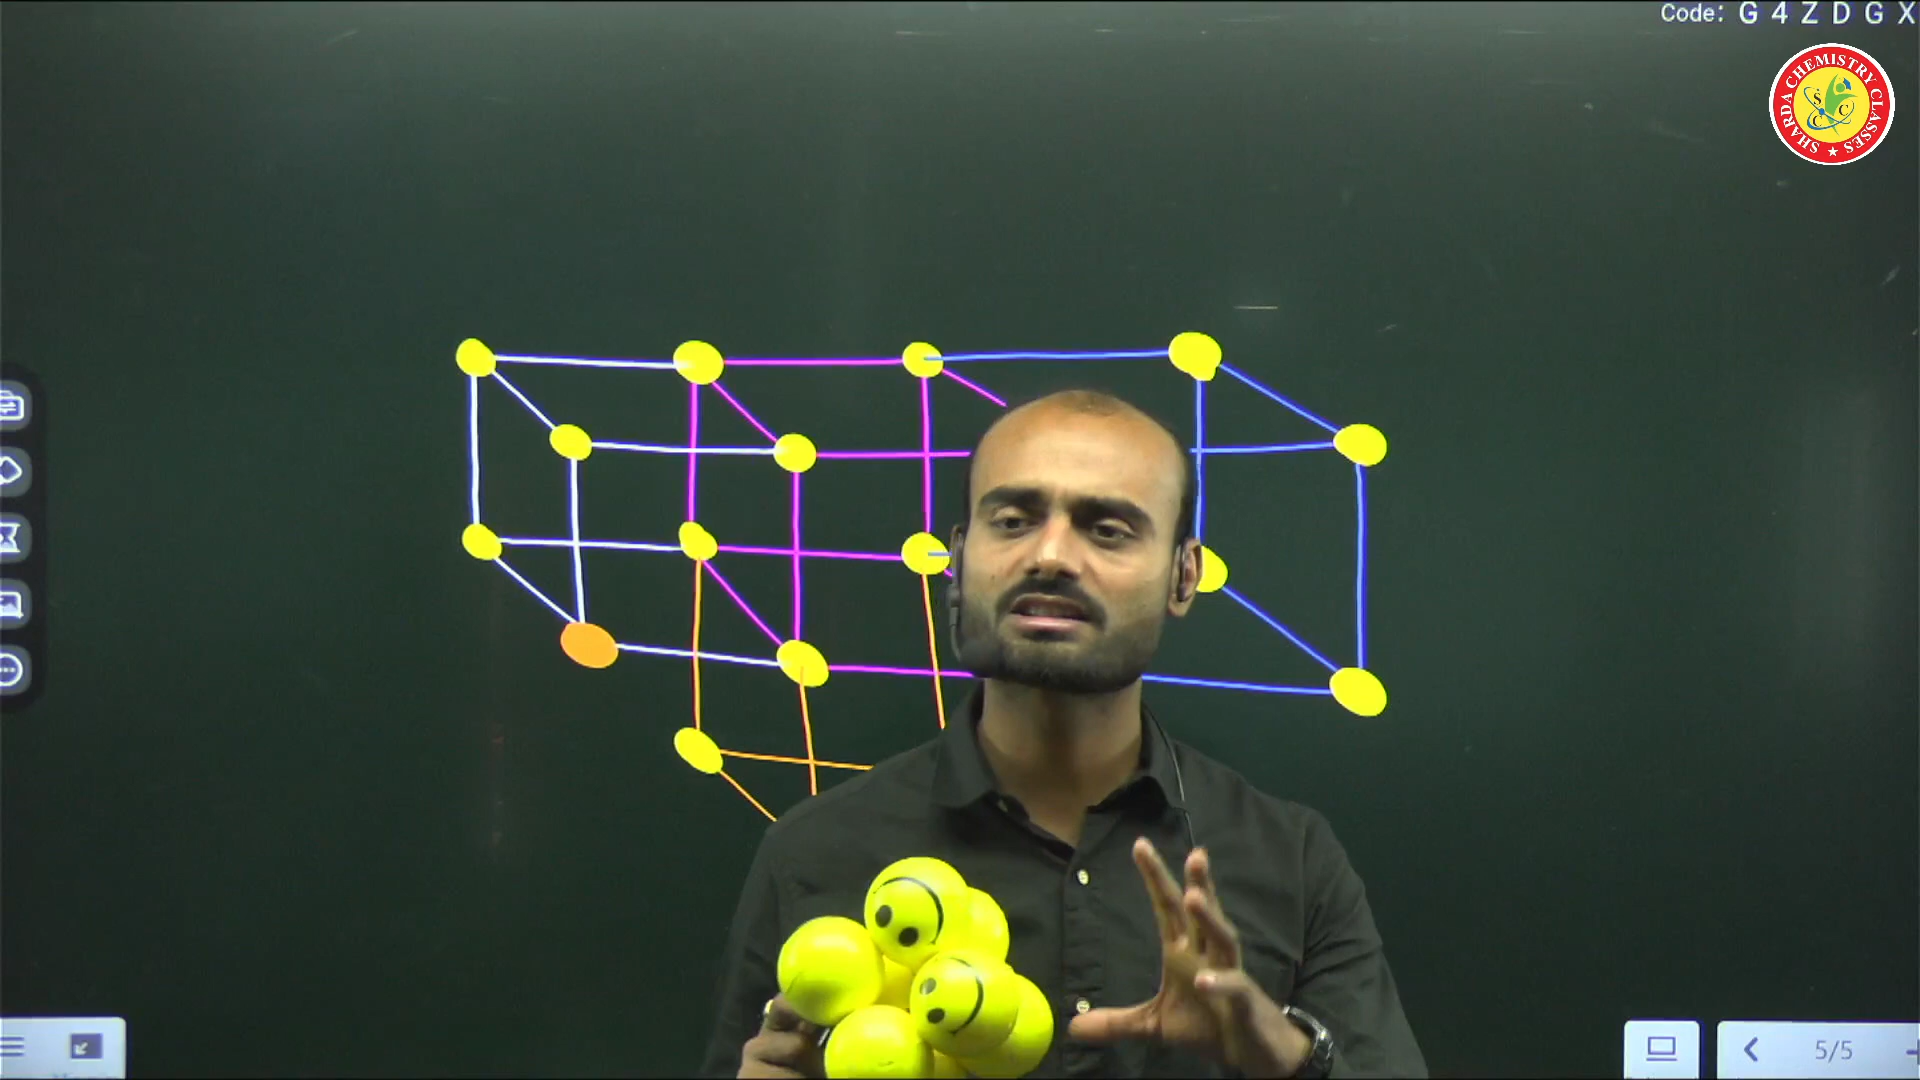 Code: G 4 Z D G X
SHARDA CHEMISTRY CLASSES
S
C C
5/5